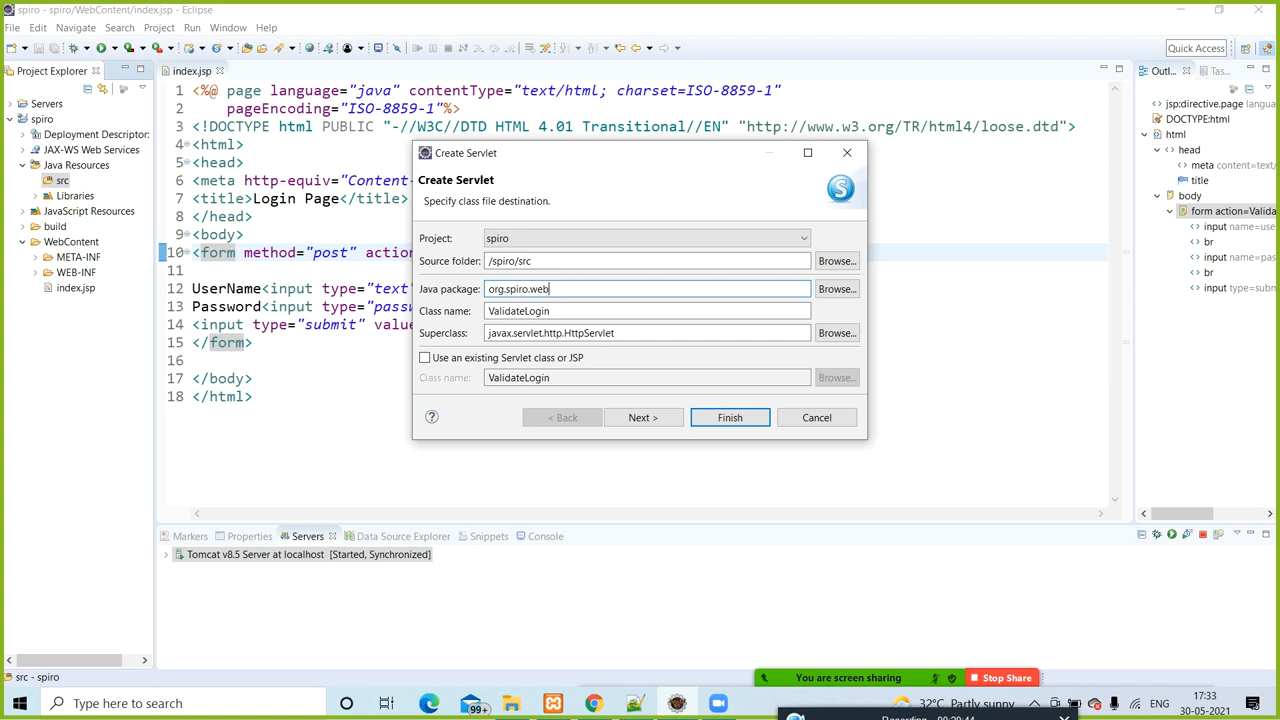 spiro - spiro/WebContent/index.jsp - Eclipse
File Edit Navigate Search Project Run Window Help
Quick Access
Project Explorer
Servers
spiro
Deployment Descriptor:
JAX-WS Web Services
Java Resources
src
Libraries
JavaScript Resources
build
WebContent
META-INF
WEB-INF
index.jsp
index.jsp
1 <%@ page language="java" contentType="text/html; charset=ISO-8859-1"
2 pageEncoding="ISO-8859-1"%>
3 <!DOCTYPE html PUBLIC "-//W3C//DTD HTML 4.01 Transitional//EN" "http://www.w3.org/TR/html4/loose.dtd">
4 <html>
5 <head>
6 <meta http-equiv="Content-
7 <title>Login Page</title>
8 </head>
9 <body>
10 <form method="post" action
11
12 UserName<input type="text"
13 Password<input type="passw
14 <input type="submit" value
15 </form>
16
17 </body>
18 </html>
Create Servlet
Create Servlet
Specify class file destination.
Project: spiro
Source folder: /spiro/src Browse...
Java package: org.spiro.web Browse...
Class name: ValidateLogin
Superclass: javax.servlet.http.HttpServlet Browse...
Use an existing Servlet class or JSP
Class name: ValidateLogin Browse...
< Back Next > Finish Cancel
Outl... Tas...
jsp:directive.page
DOCTYPE:html
html
head
meta content=text/
title
body
form action=Valida
input name=use
br
input name=pas
br
input type=subm
Markers Properties Servers Data Source Explorer Snippets Console
Tomcat v8.5 Server at localhost [Started, Synchronized]
src - spiro
You are screen sharing Stop Share
Type here to search
99+
32°C Partly sunny
ENG
17:33
30-05-2021